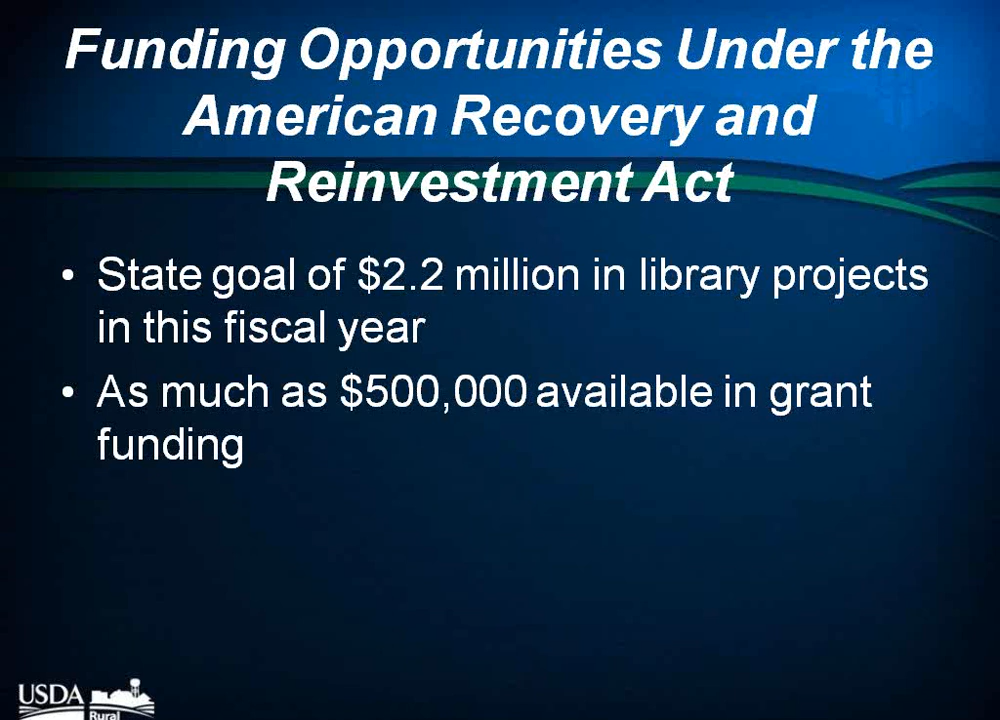 Funding Opportunities Under the
American Recovery and
Reinvestment Act
• State goal of $2.2 million in library projects
in this fiscal year
• As much as $500,000 available in grant
funding
USDA
Rural